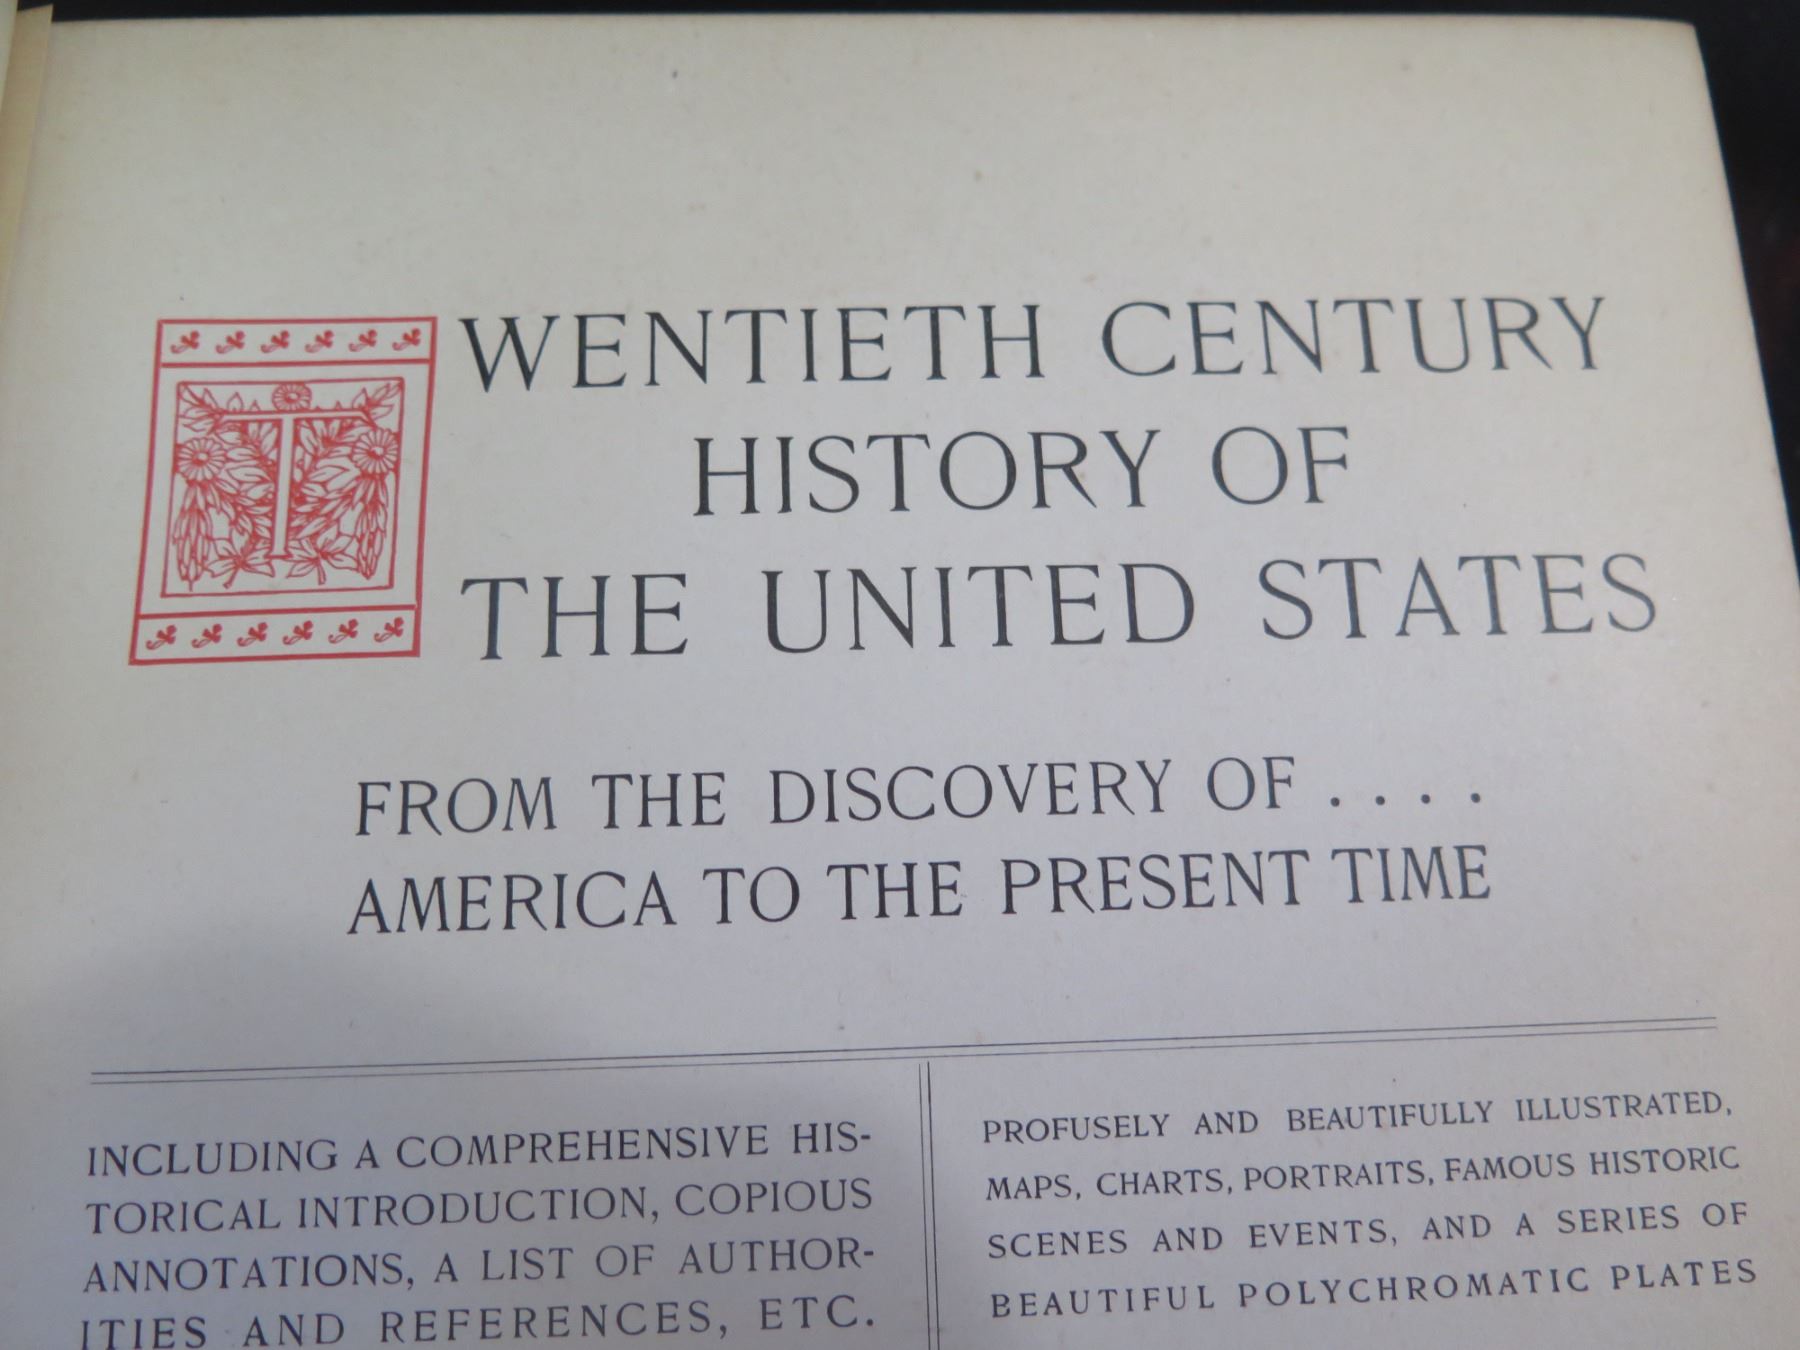 TWENTIETH CENTURY
HISTORY OF
THE UNITED STATES
FROM THE DISCOVERY OF . . . .
AMERICA TO THE PRESENT TIME
INCLUDING A COMPREHENSIVE HIS-
TORICAL INTRODUCTION, COPIOUS
ANNOTATIONS, A LIST OF AUTHOR-
ITIES AND REFERENCES, ETC.
PROFUSELY AND BEAUTIFULLY ILLUSTRATED,
MAPS, CHARTS, PORTRAITS, FAMOUS HISTORIC
SCENES AND EVENTS, AND A SERIES OF
BEAUTIFUL POLYCHROMATIC PLATES